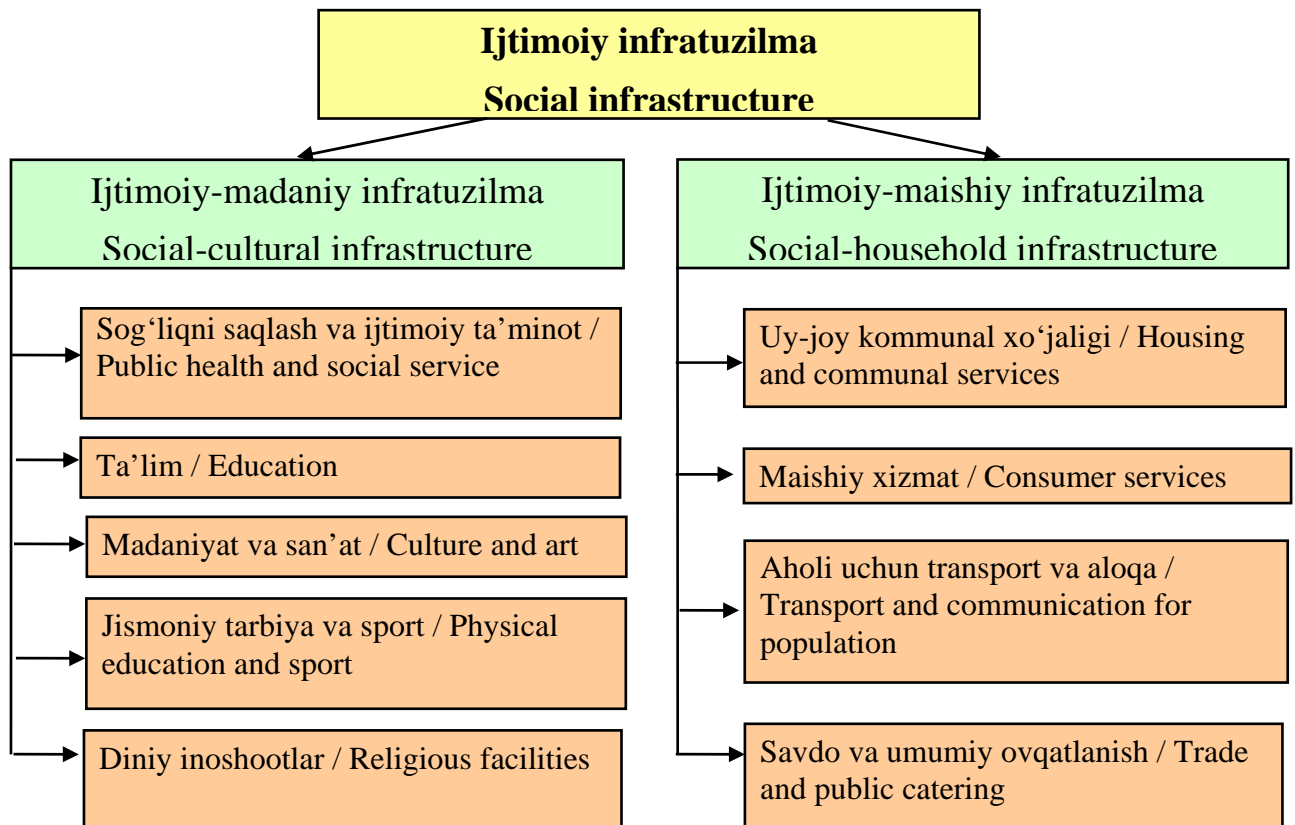 Ijtimoiy infratuzilma
Social infrastructure
Ijtimoiy-madaniy infratuzilma
Social-cultural infrastructure
Sog‘liqni saqlash va ijtimoiy ta’minot /
Public health and social service
Ta’lim / Education
Madaniyat va san’at / Culture and art
Jismoniy tarbiya va sport / Physical
education and sport
Diniy inoshootlar / Religious facilities
Ijtimoiy-maishiy infratuzilma
Social-household infrastructure
Uy-joy kommunal xo‘jaligi / Housing
and communal services
Maishiy xizmat / Consumer services
Aholi uchun transport va aloqa /
Transport and communication for
population
Savdo va umumiy ovqatlanish / Trade
and public catering